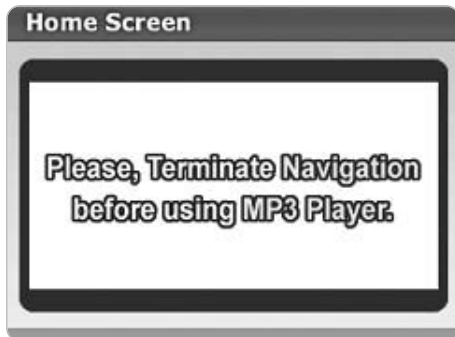 Home Screen
Please, Terminate Navigation
before using MP3 Player.